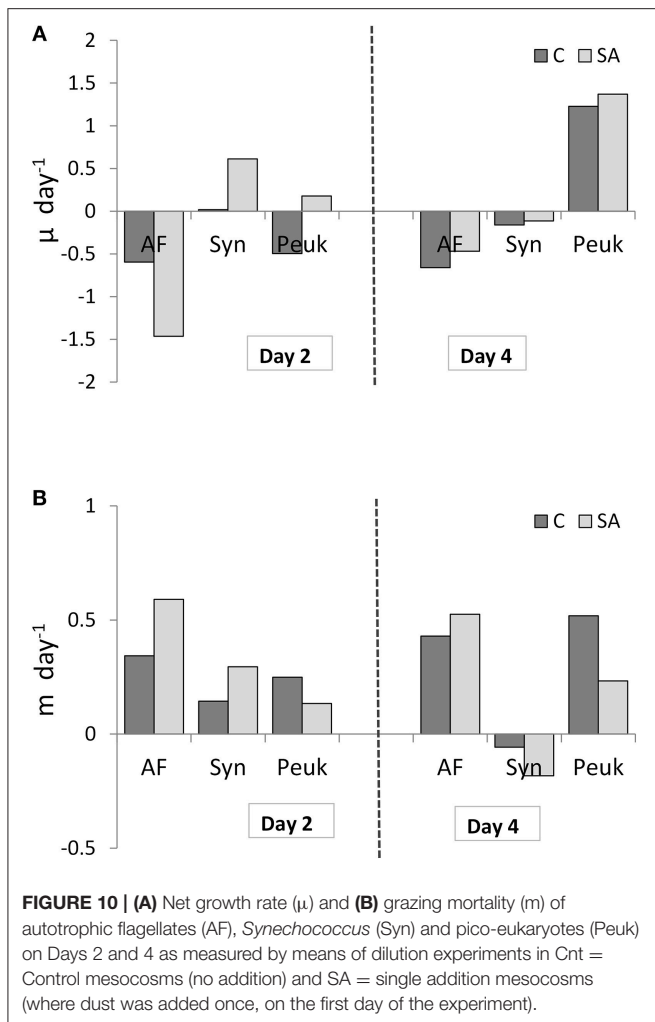 A
2
1.5
1
0.5
0
-0.5
-1
-1.5
-2
μ day-1
C SA
AF Syn Peuk AF Syn Peuk
Day 2 Day 4
B
1
0.5
0
-0.5
m day-1
C SA
AF Syn Peuk AF Syn Peuk
Day 2 Day 4
FIGURE 10 | (A) Net growth rate (μ) and (B) grazing mortality (m) of
autotrophic flagellates (AF), Synechococcus (Syn) and pico-eukaryotes (Peuk)
on Days 2 and 4 as measured by means of dilution experiments in Cnt =
Control mesocosms (no addition) and SA = single addition mesocosms
(where dust was added once, on the first day of the experiment).